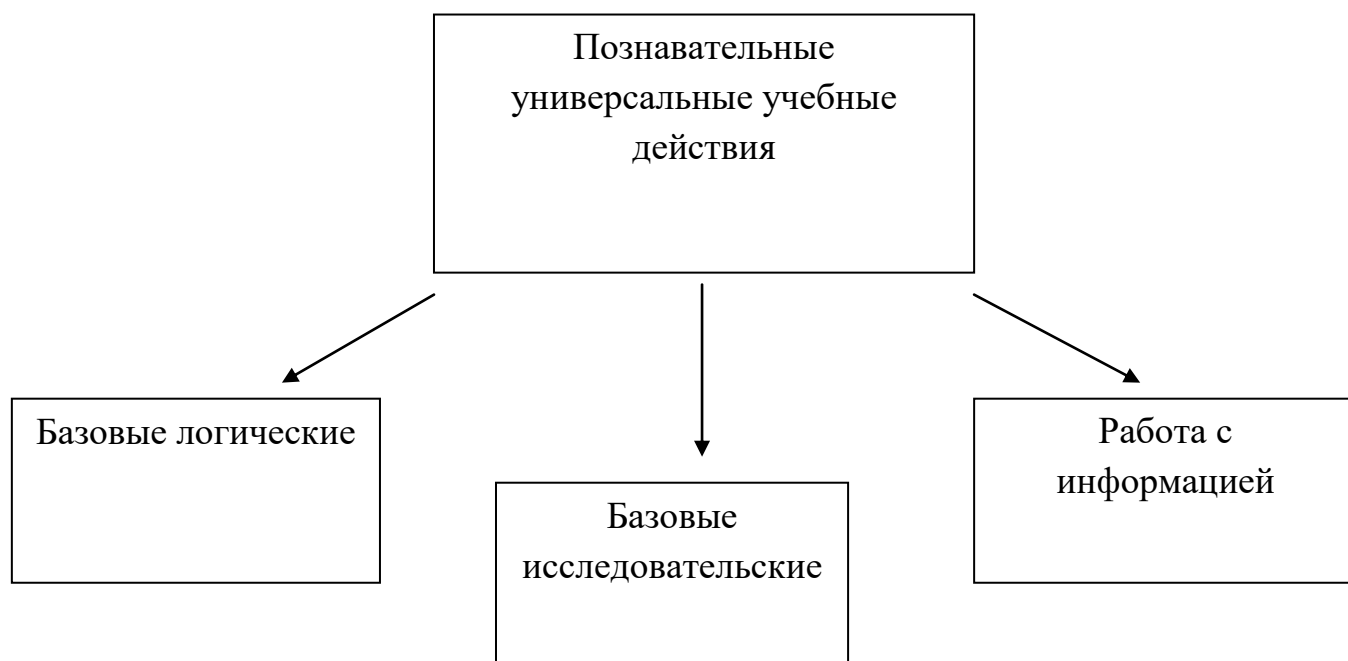 Познавательные
универсальные учебные
действия
Базовые логические
Базовые
исследовательские
Работа с
информацией